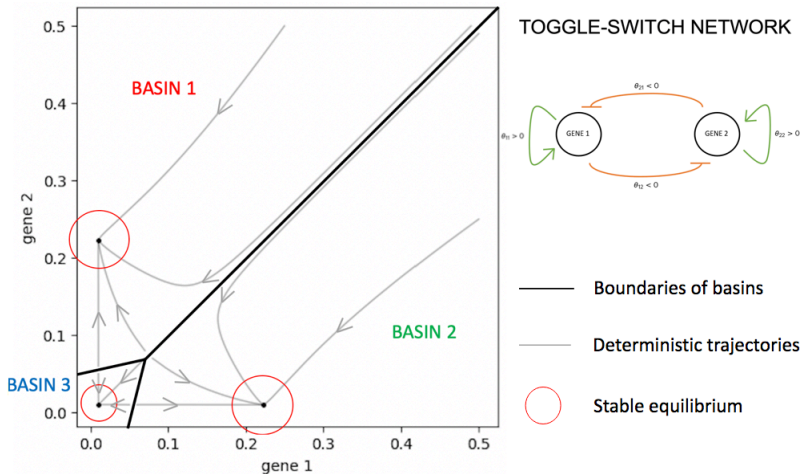 TOGGLE-SWITCH NETWORK
BASIN 1
BASIN 2
BASIN 3
0.5
0.4
0.3
0.2
0.1
0.0
gene 2
0.0 0.1 0.2 0.3 0.4 0.5
gene 1
θ₂₁ < 0
θ₁₁ > 0
GENE 1
GENE 2
θ₂₂ > 0
θ₁₂ < 0
Boundaries of basins
Deterministic trajectories
Stable equilibrium